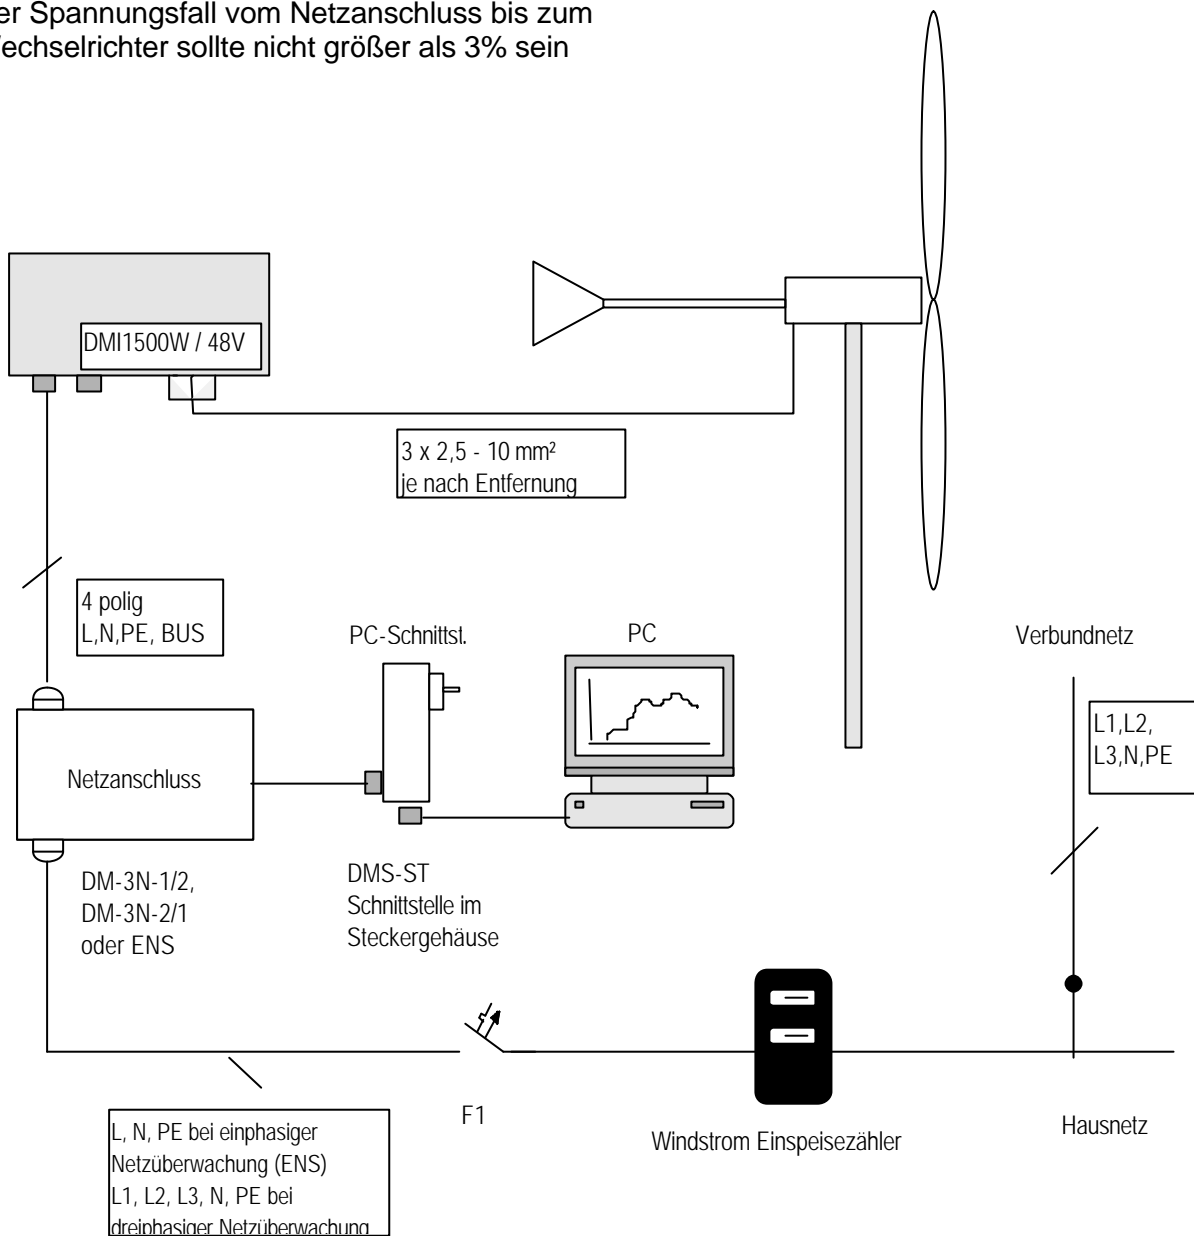 er Spannungsfall vom Netzanschluss bis zum
echselrichter sollte nicht größer als 3% sein
DMI1500W / 48V
3 x 2,5 - 10 mm²
je nach Entfernung
4 polig
L,N,PE, BUS
PC-Schnittst.
PC
Verbundnetz
L1,L2,
L3,N,PE
Netzanschluss
DM-3N-1/2,
DM-3N-2/1
oder ENS
DMS-ST
Schnittstelle im
Steckergehäuse
F1
Windstrom Einspeisezähler
Hausnetz
L, N, PE bei einphasiger
Netzüberwachung (ENS)
L1, L2, L3, N, PE bei
dreiphasiger Netzüberwachung